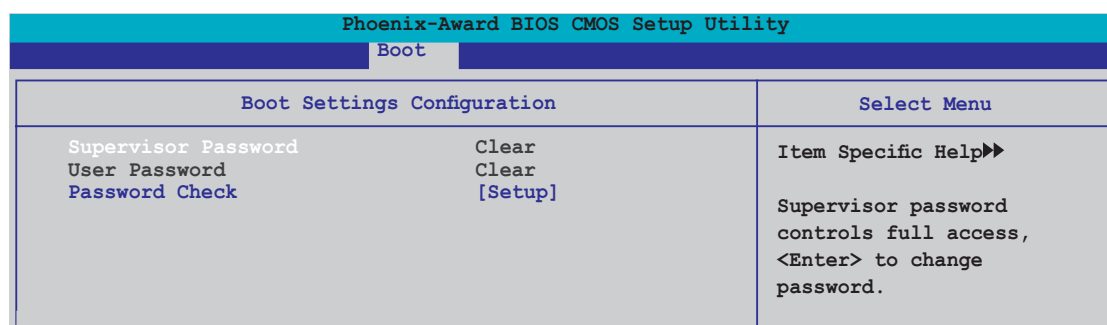 Phoenix-Award BIOS CMOS Setup Utility
Boot
Boot Settings Configuration
Select Menu
Supervisor Password Clear
User Password Clear
Password Check [Setup]
Item Specific Help
Supervisor password
controls full access,
<Enter> to change
password.